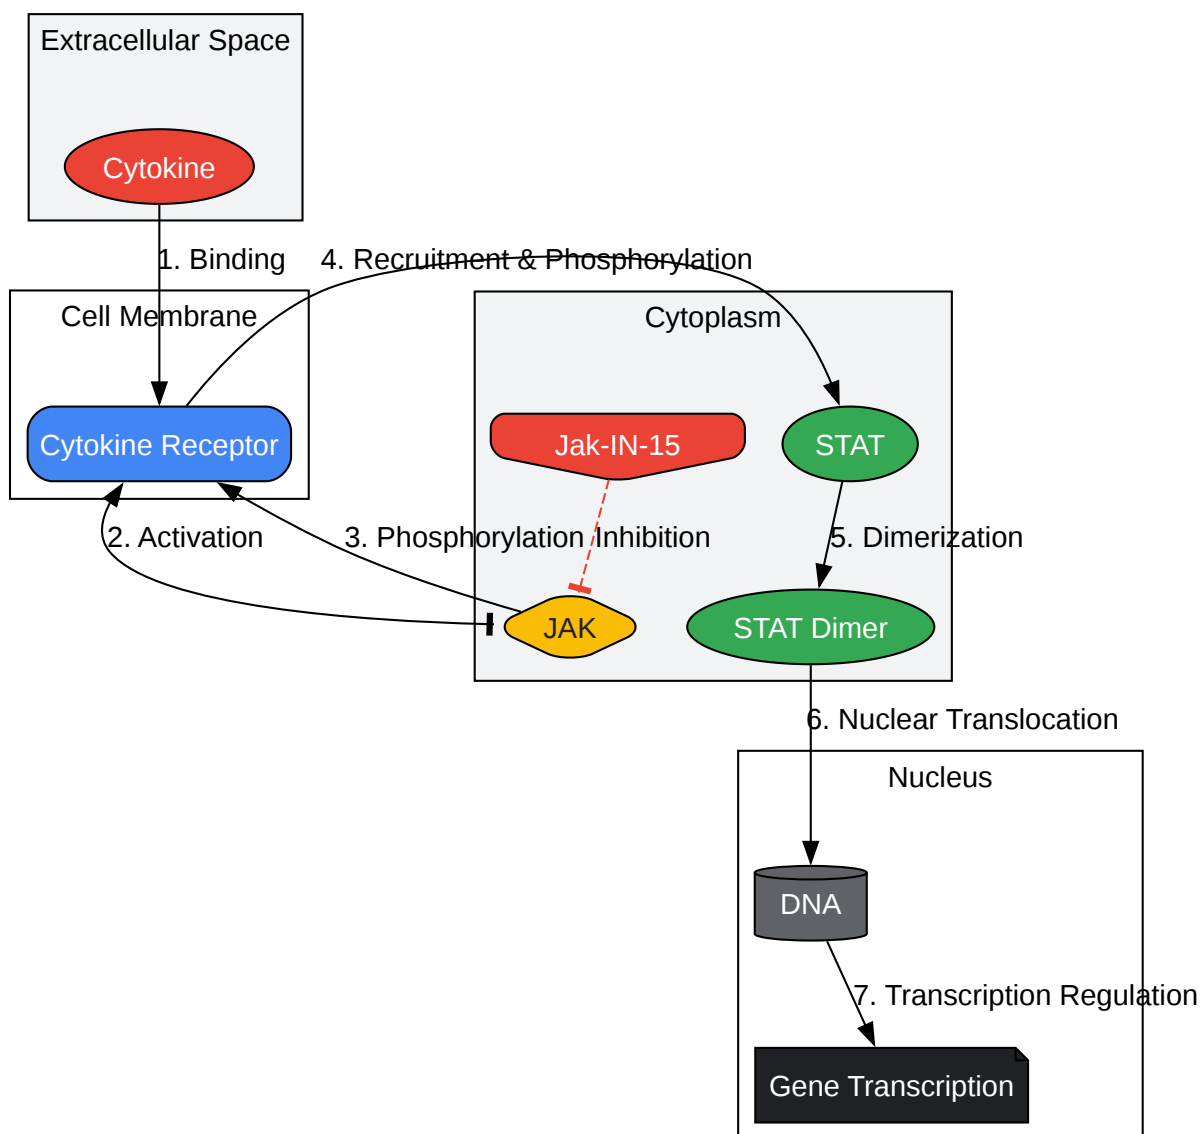 Extracellular Space
Cytokine
1. Binding
4. Recruitment & Phosphorylation
Cell Membrane
Cytoplasm
Cytokine Receptor
Jak-IN-15
STAT
2. Activation
3. Phosphorylation
Inhibition
5. Dimerization
JAK
STAT Dimer
6. Nuclear Translocation
Nucleus
DNA
7. Transcription Regulation
Gene Transcription